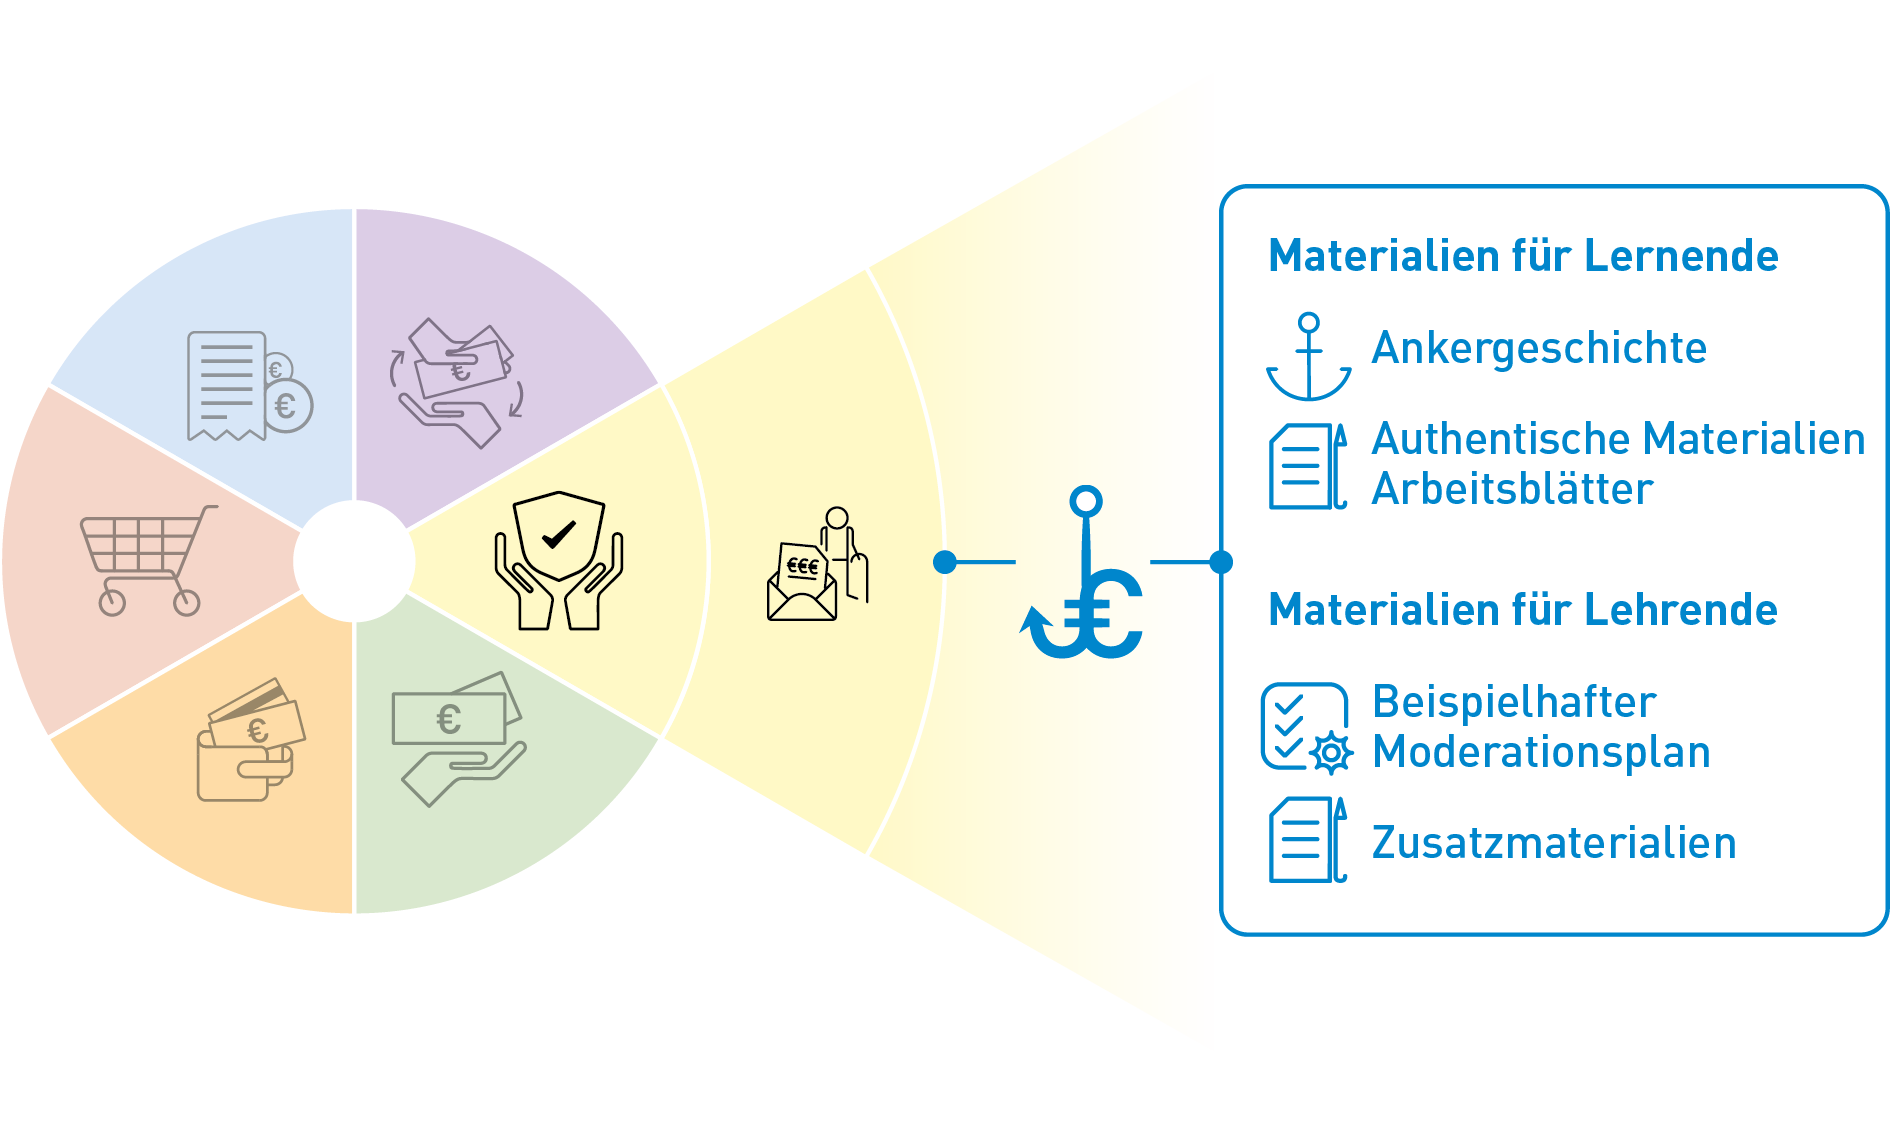 Materialien für Lernende
Ankergeschichte
Authentische Materialien
Arbeitsblätter
Materialien für Lehrende
Beispielhafter
Moderationsplan
Zusatzmaterialien
€
€
€
€€€
€
€
€